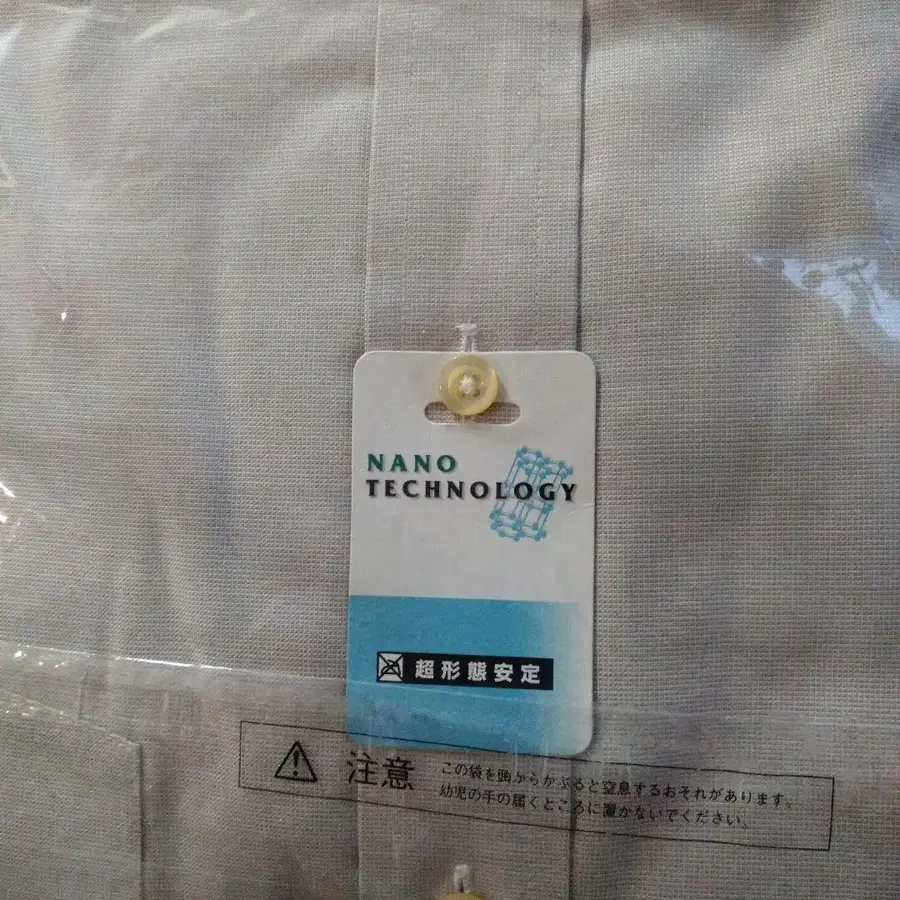 NANO
TECHNOLOGY
超形態安定
注意
この袋を頭からかぶると窒息するおそれがあります。
幼児の手の届くところに置かないでください。